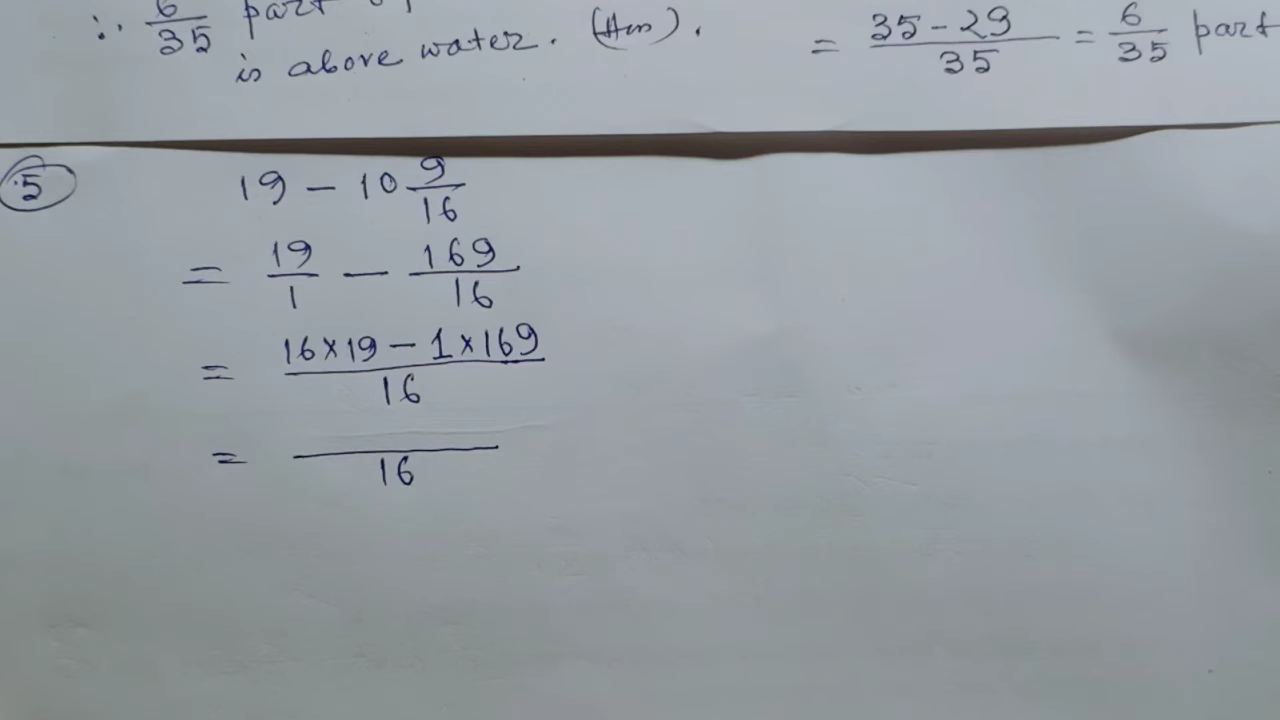 ∴ 6/35 part
is above water. (Ans).
= (35 - 29)/35 = 6/35 part
5
19 - 10 9/16
= 19/1 - 169/16
= (16×19 - 1×169)/16
= /16